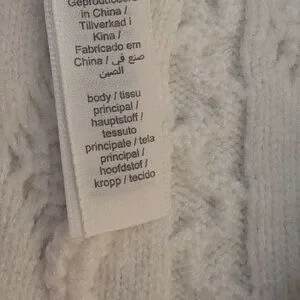 Geproduceerd
in China /
Tillverkad i
Kina /
Fabricado em
China / صنع في
الصين
body / tissu
principal /
hauptstoff /
tessuto
principale / tela
principal /
hoofdstof /
kropp / tecido